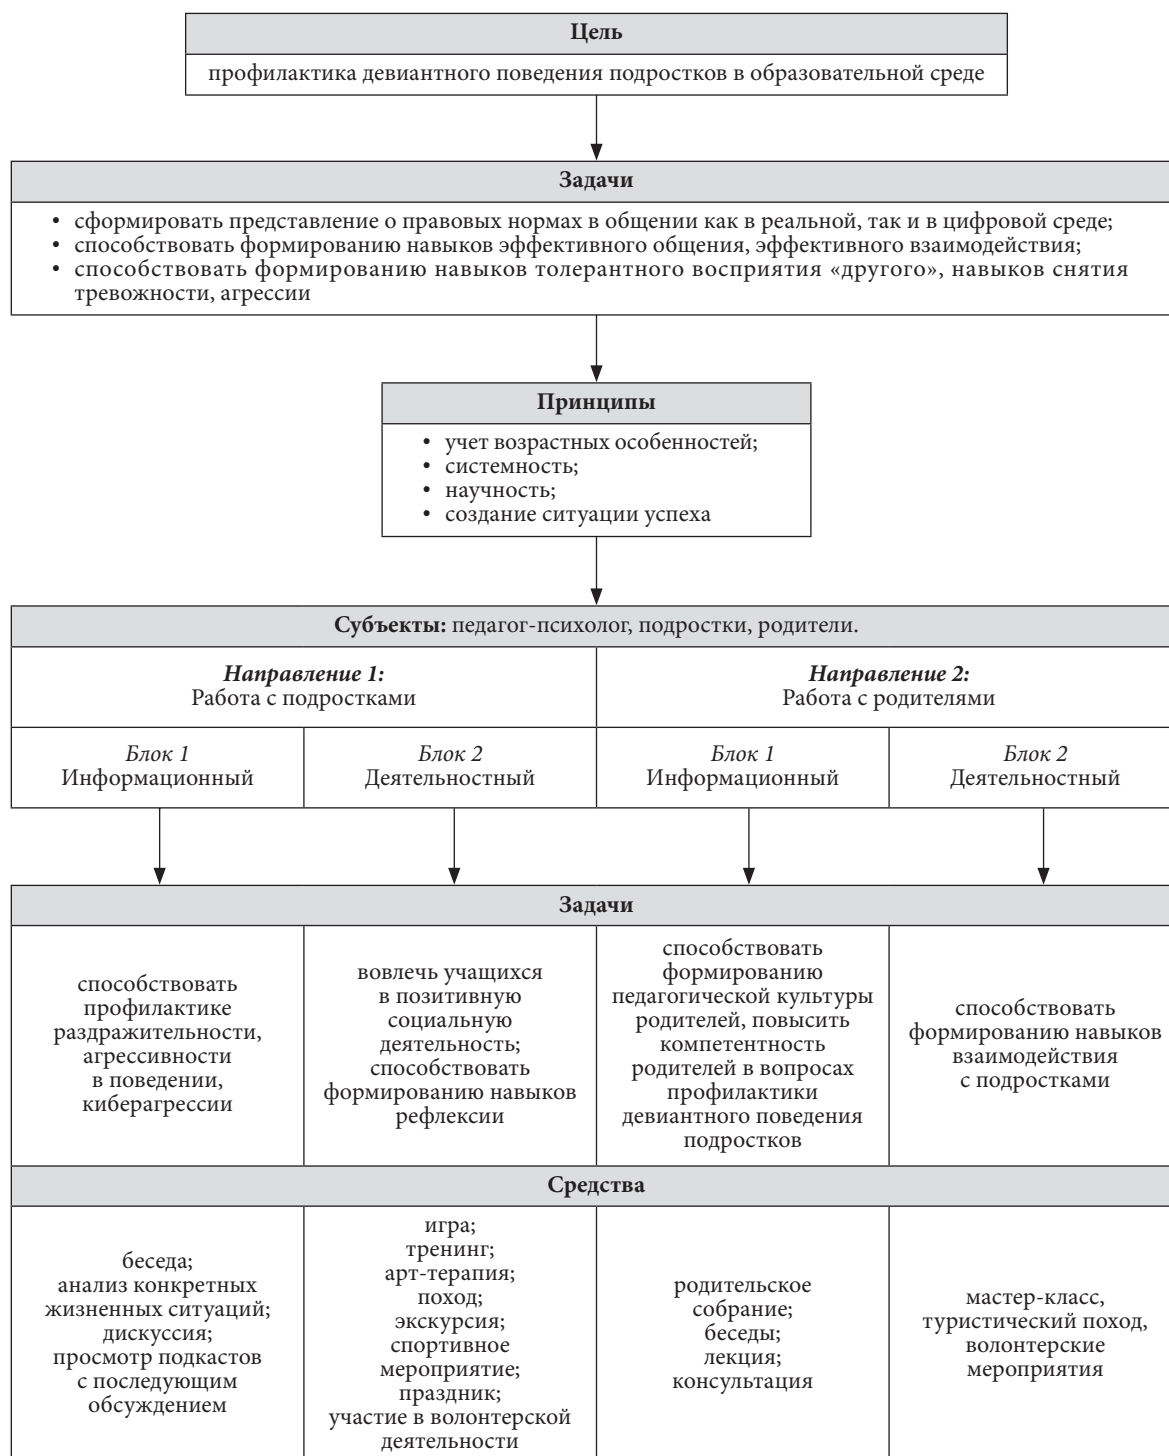 Цель
профилактика девиантного поведения подростков в образовательной среде
Задачи
• сформировать представление о правовых нормах в общении как в реальной, так и в цифровой среде;
• способствовать формированию навыков эффективного общения, эффективного взаимодействия;
• способствовать формированию навыков толерантного восприятия «другого», навыков снятия
тревожности, агрессии
Принципы
• учет возрастных особенностей;
• системность;
• научность;
• создание ситуации успеха
Субъекты: педагог-психолог, подростки, родители.
Направление 1:
Работа с подростками
Направление 2:
Работа с родителями
Блок 1
Информационный
Блок 2
Деятельностный
Блок 1
Информационный
Блок 2
Деятельностный
Задачи
способствовать
профилактике
раздражительности,
агрессивности
в поведении,
киберагрессии
вовлечь учащихся
в позитивную
социальную
деятельность;
способствовать
формированию навыков
рефлексии
способствовать
формированию
педагогической культуры
родителей, повысить
компетентность
родителей в вопросах
профилактики
девиантного поведения
подростков
способствовать
формированию навыков
взаимодействия
с подростками
Средства
беседа;
анализ конкретных
жизненных ситуаций;
дискуссия;
просмотр подкастов
с последующим
обсуждением
игра;
тренинг;
арт-терапия;
поход;
экскурсия;
спортивное
мероприятие;
праздник;
участие в волонтерской
деятельности
родительское
собрание;
беседы;
лекция;
консультация
мастер-класс,
туристический поход,
волонтерские
мероприятия